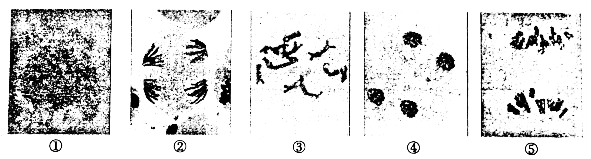 ① ② ③ ④ ⑤